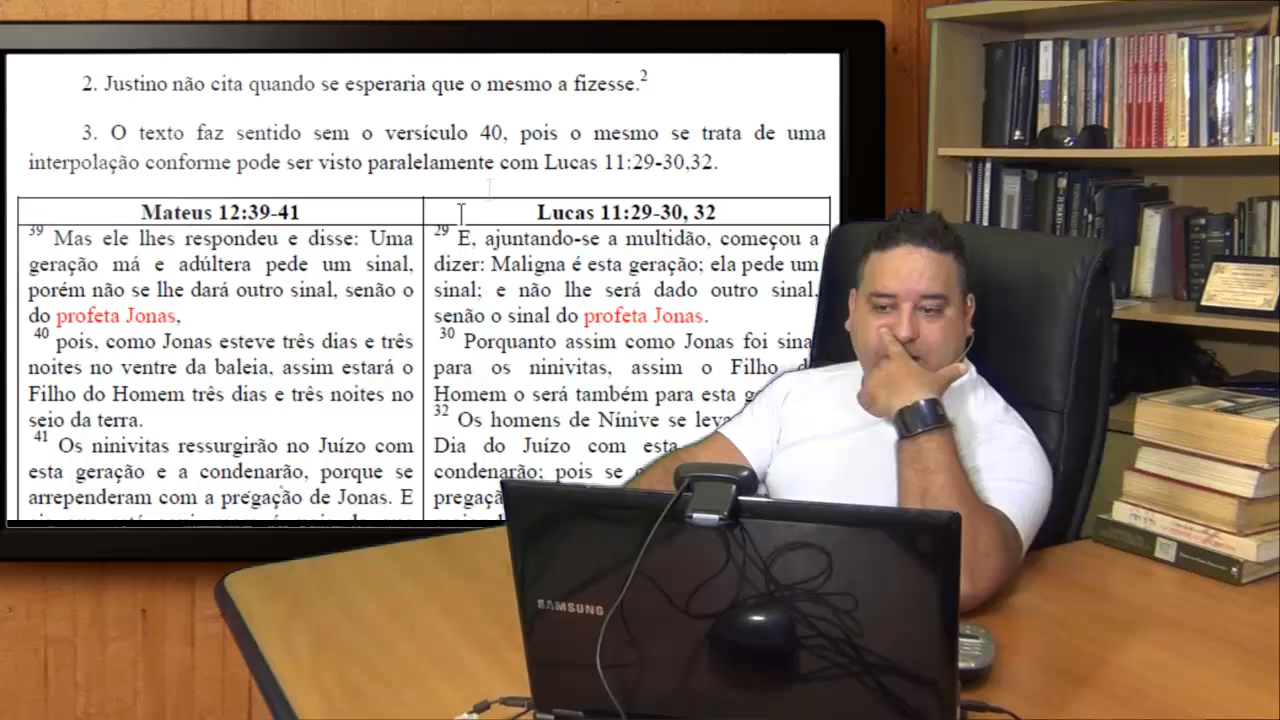 2. Justino não cita quando se esperaria que o mesmo a fizesse.2
3. O texto faz sentido sem o versículo 40, pois o mesmo se trata de uma
interpolação conforme pode ser visto paralelamente com Lucas 11:29-30,32.
Mateus 12:39-41
39 Mas ele lhes respondeu e disse: Uma
geração má e adúltera pede um sinal,
porém não se lhe dará outro sinal, senão o
do profeta Jonas,
40 pois, como Jonas esteve três dias e três
noites no ventre da baleia, assim estará o
Filho do Homem três dias e três noites no
seio da terra.
41 Os ninivitas ressurgirão no Juízo com
esta geração e a condenarão, porque se
arrependeram com a pregação de Jonas. E
Lucas 11:29-30, 32
29 E, ajuntando-se a multidão, começou a
dizer: Maligna é esta geração; ela pede um
sinal; e não lhe será dado outro sinal,
senão o sinal do profeta Jonas.
30 Porquanto assim como Jonas foi sina
para os ninivitas, assim o Filho d
Homem o será também para esta g
32 Os homens de Nínive se leva
Dia do Juízo com esta
condenarão; pois se
pregaçã
SAMSUNG